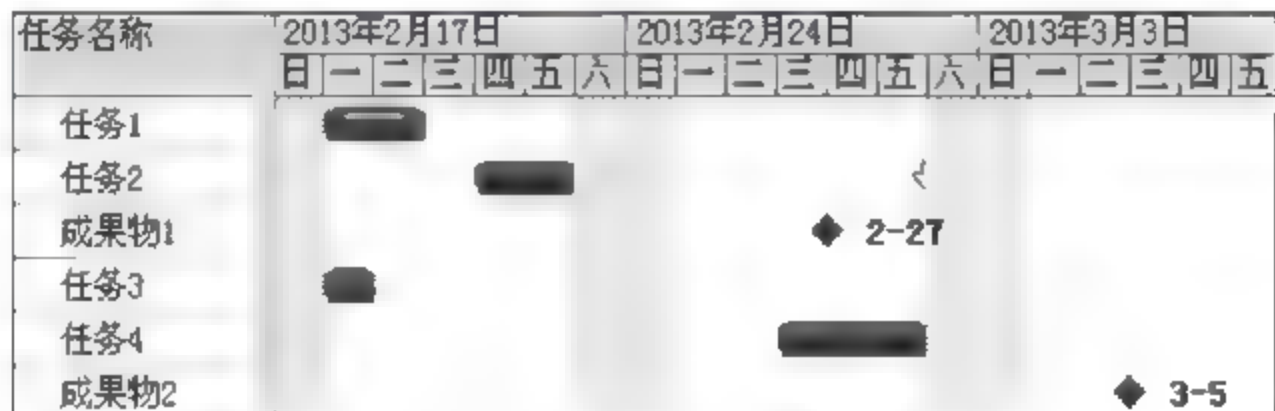 任务名称 2013年2月17日 2013年2月24日 2013年3月3日
日 一 二 三 四 五 六 日 一 二 三 四 五 六 日 一 二 三 四 五
任务1
任务2
成果物1 2-27
任务3
任务4
成果物2 3-5